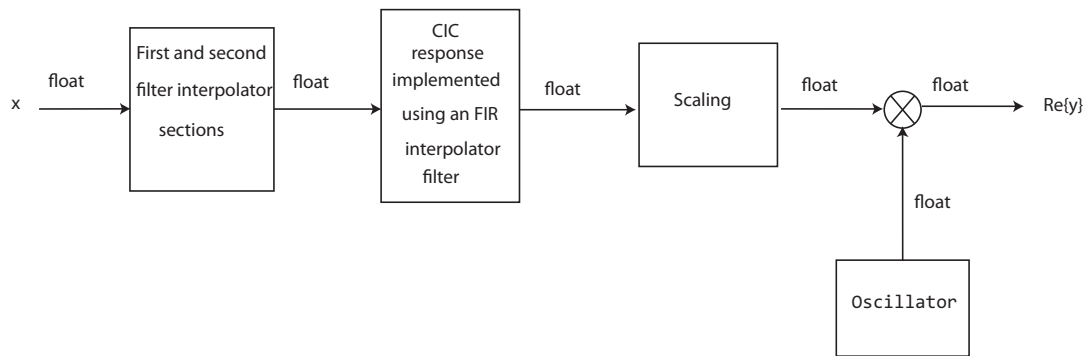 x
float
First and second
filter interpolator
sections
float
CIC
response
implemented
using an FIR
interpolator
filter
float
Scaling
float
float
Re{y}
float
Oscillator